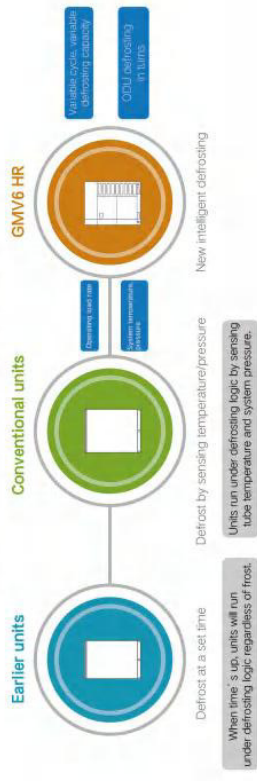 Earlier units
Defrost at a set time
When time's up, units will run
under defrosting logic regardless of frost.
Conventional units
Defrost by sensing temperature/pressure
Units run under defrosting logic by sensing
tube temperature and system pressure.
Operating load rate
System temperature,
pressure
GMV6 HR
New intelligent defrosting
Variable cycle, variable
defrosting capacity
ODU defrosting
in turns